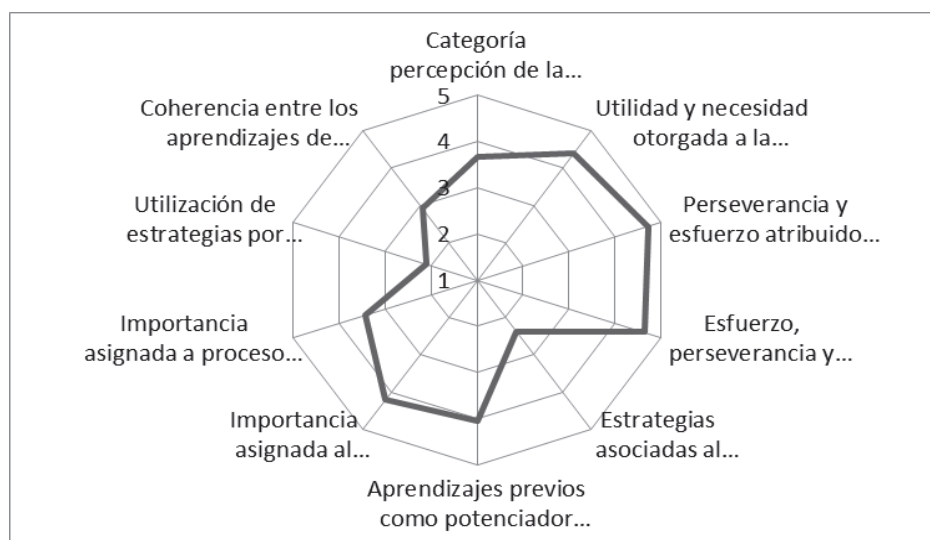 Categoría
percepción de la...
Utilidad y necesidad
otorgada a la...
Perseverancia y
esfuerzo atribuido...
Esfuerzo,
perseverancia y...
Estrategias
asociadas al...
Aprendizajes previos
como potenciador...
Importancia
asignada al...
Importancia
asignada a proceso...
Utilización de
estrategias por...
Coherencia entre los
aprendizajes de...
5
4
3
2
1